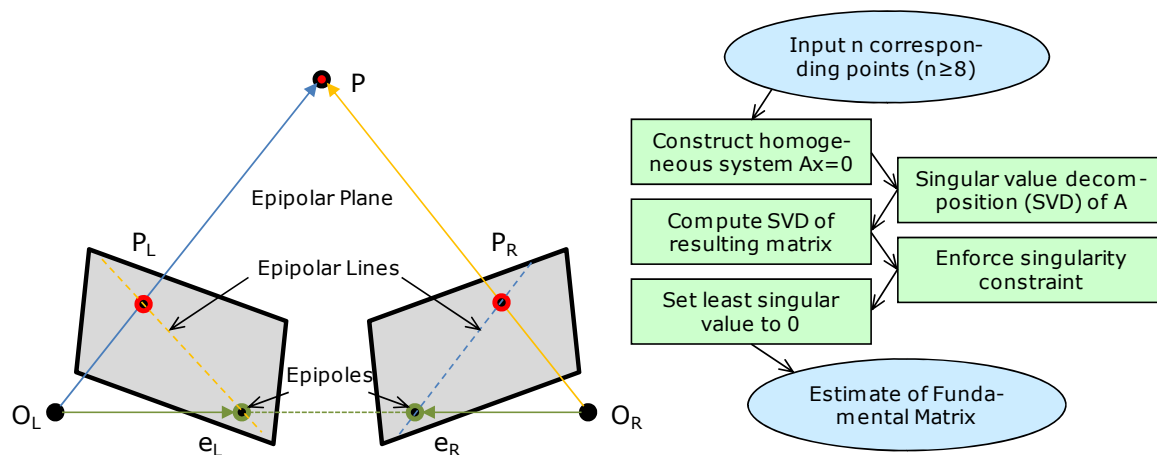 P
Epipolar Plane
P_L
P_R
Epipolar Lines
Epipoles
O_L
O_R
e_L
e_R
Input n correspon-
ding points (n≥8)
Construct homoge-
neous system Ax=0
Singular value decom-
position (SVD) of A
Compute SVD of
resulting matrix
Enforce singularity
constraint
Set least singular
value to 0
Estimate of Funda-
mental Matrix